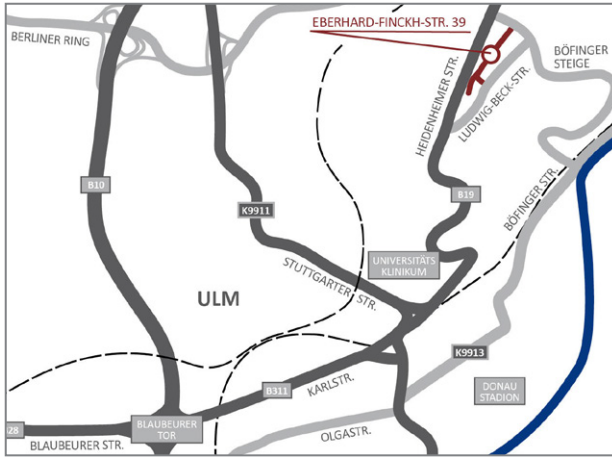 EBERHARD-FINCKH-STR. 39
BERLINER RING
BÖFINGER
STEIGE
HEIDENHEIMER STR.
LUDWIG-BECK-STR.
B10
B19
K9911
BÖFINGER STR.
UNIVERSITÄTS
KLINIKUM
STUTTGARTER STR.
ULM
K9913
B311
KARLSTR.
DONAU
STADION
BLAUBEURER
TOR
28
OLGASTR.
BLAUBEURER STR.